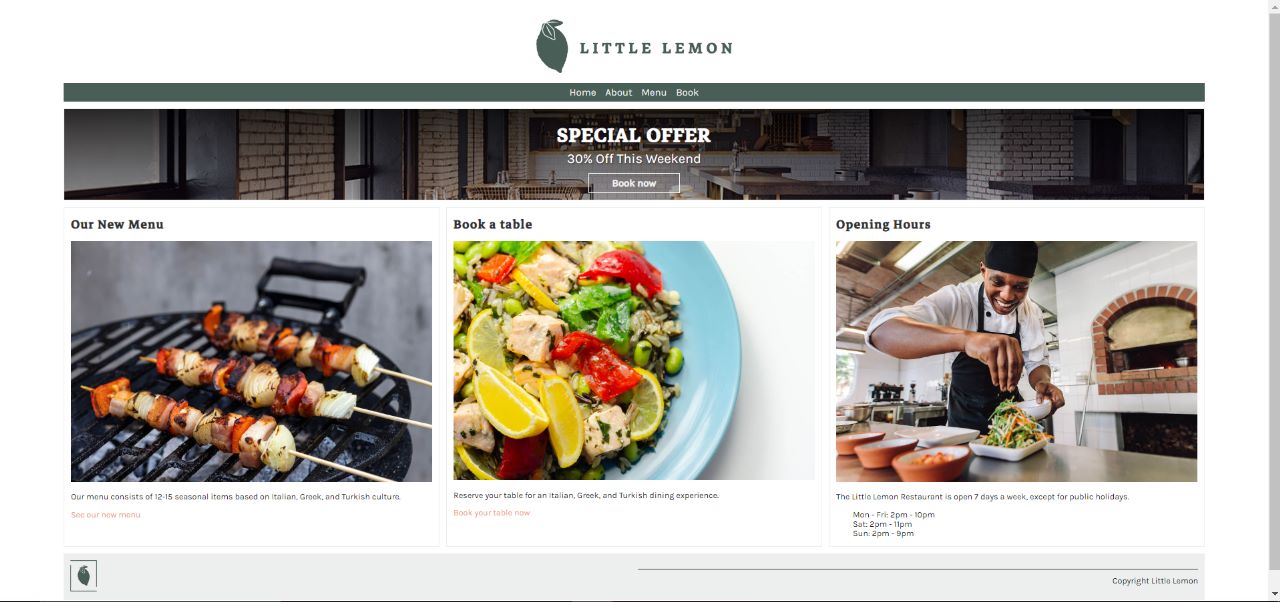 LITTLE LEMON
Home About Menu Book
SPECIAL OFFER
30% Off This Weekend
Book now
Our New Menu
Our menu consists of 12-15 seasonal items based on Italian, Greek, and Turkish culture.
See our new menu
Book a table
Reserve your table for an Italian, Greek, and Turkish dining experience.
Book your table now
Opening Hours
The Little Lemon Restaurant is open 7 days a week, except for public holidays.
Mon - Fri: 2pm - 10pm
Sat: 2pm - 11pm
Sun: 2pm - 9pm
Copyright Little Lemon